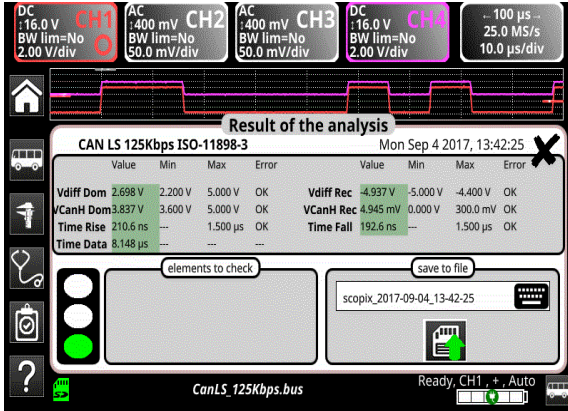 DC
↕16.0 V CH1
BW lim=No
2.00 V/div
AC
↕400 mV CH2
BW lim=No
50.0 mV/div
AC
↕400 mV CH3
BW lim=No
50.0 mV/div
DC
↕16.0 V CH4
BW lim=No
2.00 V/div
←100 µs→
25.0 MS/s
10.0 µs/div
Result of the analysis
CAN LS 125Kbps ISO-11898-3 Mon Sep 4 2017, 13:42:25
Value Min Max Error Value Min Max Error
Vdiff Dom 2.698 V 2.200 V 5.000 V OK Vdiff Rec -4.937 V -5.000 V -4.400 V OK
VCanH Dom 3.837 V 3.600 V 5.000 V OK VCanH Rec 4.945 mV 0.000 V 300.0 mV OK
Time Rise 210.6 ns --- 1.500 µs OK Time Fall 192.6 ns --- 1.500 µs OK
Time Data 8.148 µs --- --- ---
elements to check
save to file
scopix_2017-09-04_13-42-25
?
CanLS_125Kbps.bus
Ready, CH1 , + , Auto